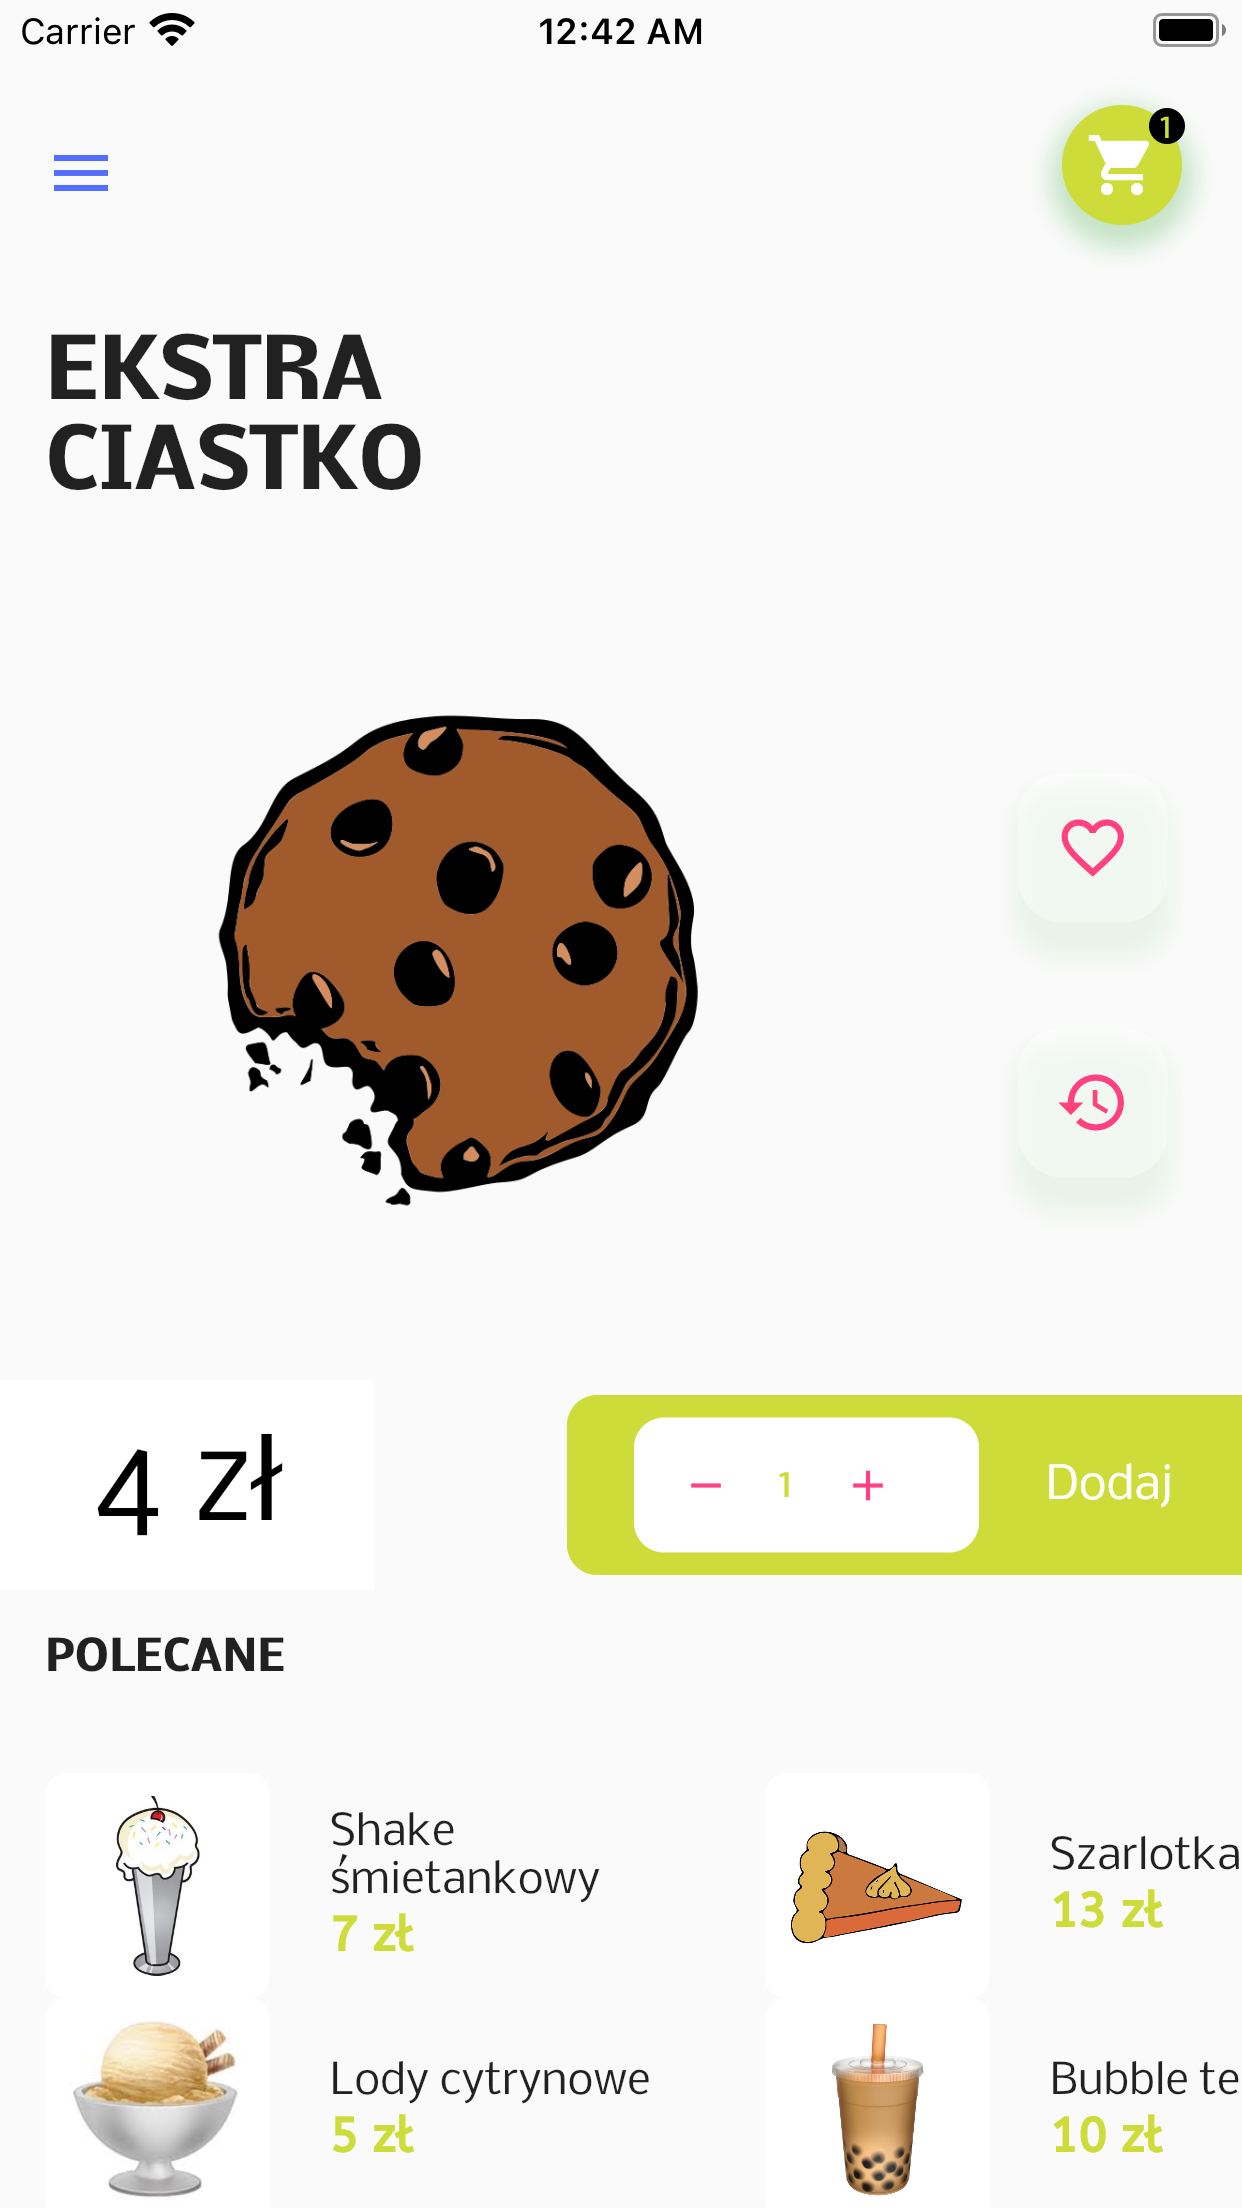 Carrier 12:42 AM
1
EKSTRA
CIASTKO
4 zł
1
Dodaj
POLECANE
Shake
śmietankowy
7 zł
Szarlotka
13 zł
Lody cytrynowe
5 zł
Bubble te
10 zł